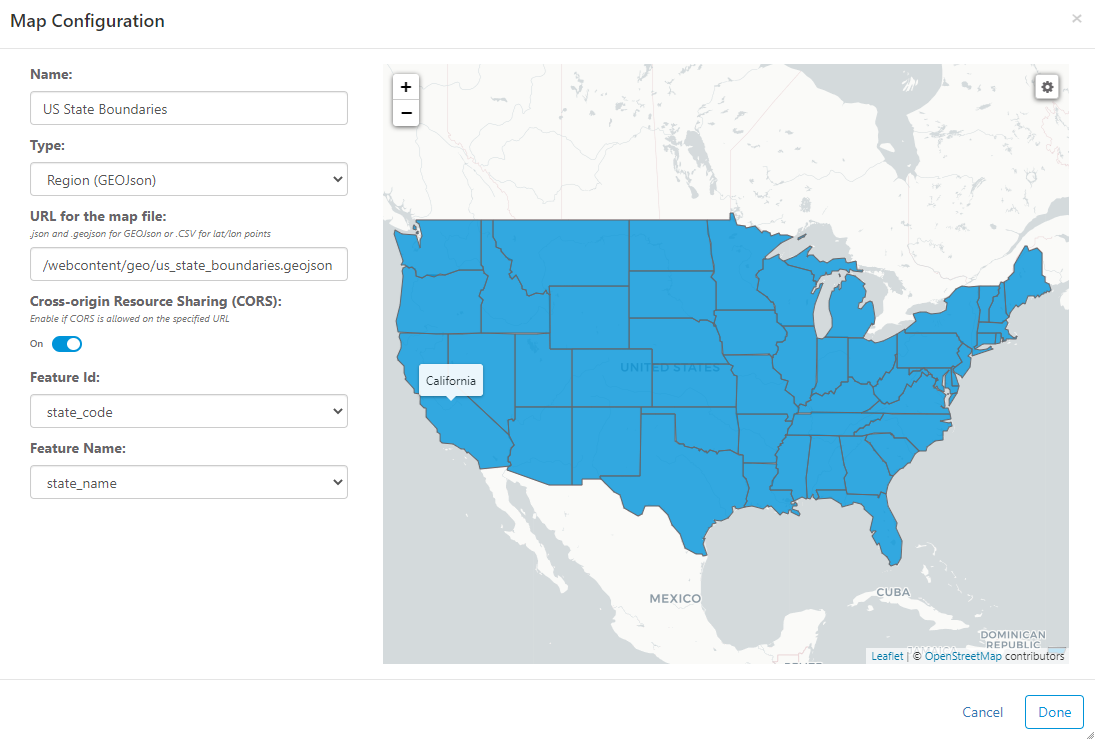 Map Configuration
×
Name:
US State Boundaries
Type:
Region (GEOJson)
URL for the map file:
.json and .geojson for GEOJson or .CSV for lat/lon points
/webcontent/geo/us_state_boundaries.geojson
Cross-origin Resource Sharing (CORS):
Enable if CORS is allowed on the specified URL
On
Feature Id:
state_code
Feature Name:
state_name
+
−
UNITED STATES
California
MEXICO
CUBA
DOMINICAN
REPUBLIC
Leaflet | © OpenStreetMap contributors
Cancel
Done